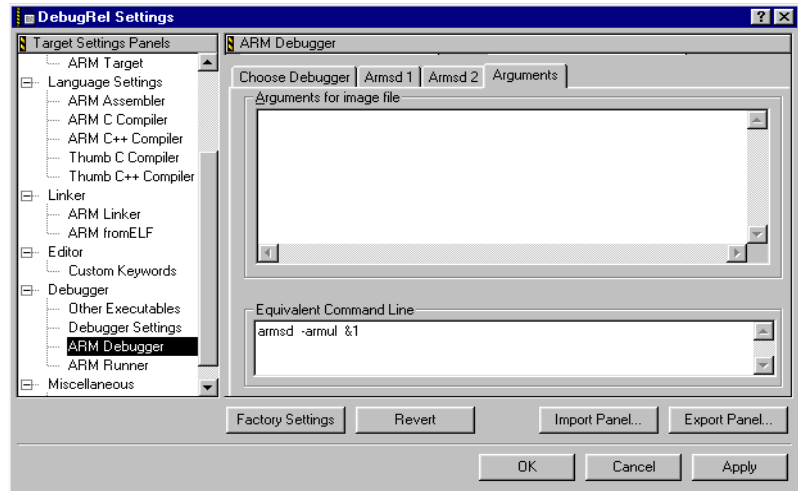 DebugRel Settings
Target Settings Panels
ARM Target
Language Settings
ARM Assembler
ARM C Compiler
ARM C++ Compiler
Thumb C Compiler
Thumb C++ Compiler
Linker
ARM Linker
ARM fromELF
Editor
Custom Keywords
Debugger
Other Executables
Debugger Settings
ARM Debugger
ARM Runner
Miscellaneous
ARM Debugger
Choose Debugger Armsd 1 Armsd 2 Arguments
Arguments for image file
Equivalent Command Line
armsd -armul &1
Factory Settings Revert Import Panel... Export Panel...
OK Cancel Apply